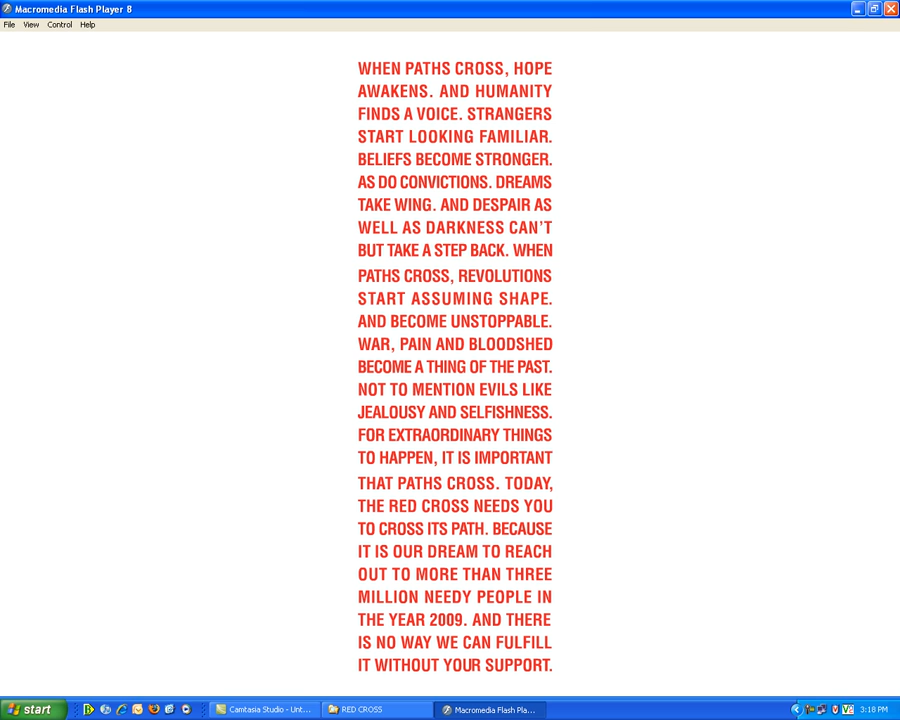 Macromedia Flash Player 8
File View Control Help
WHEN PATHS CROSS, HOPE
AWAKENS. AND HUMANITY
FINDS A VOICE. STRANGERS
START LOOKING FAMILIAR.
BELIEFS BECOME STRONGER.
AS DO CONVICTIONS. DREAMS
TAKE WING. AND DESPAIR AS
WELL AS DARKNESS CAN'T
BUT TAKE A STEP BACK. WHEN
PATHS CROSS, REVOLUTIONS
START ASSUMING SHAPE.
AND BECOME UNSTOPPABLE.
WAR, PAIN AND BLOODSHED
BECOME A THING OF THE PAST.
NOT TO MENTION EVILS LIKE
JEALOUSY AND SELFISHNESS.
FOR EXTRAORDINARY THINGS
TO HAPPEN, IT IS IMPORTANT
THAT PATHS CROSS. TODAY,
THE RED CROSS NEEDS YOU
TO CROSS ITS PATH. BECAUSE
IT IS OUR DREAM TO REACH
OUT TO MORE THAN THREE
MILLION NEEDY PEOPLE IN
THE YEAR 2009. AND THERE
IS NO WAY WE CAN FULFILL
IT WITHOUT YOUR SUPPORT.
start Camtasia Studio - Unt... RED CROSS Macromedia Flash Pla... 3:18 PM